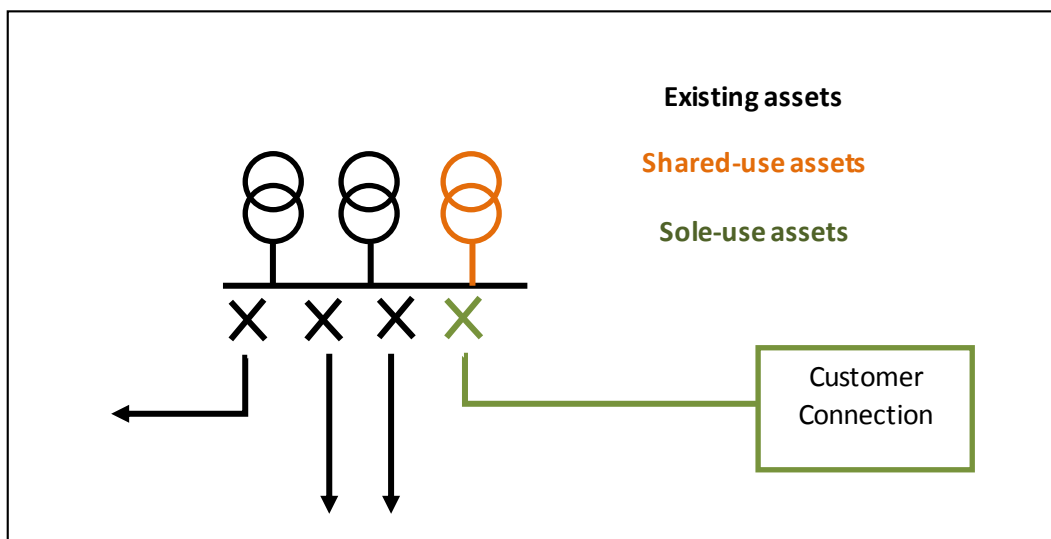 Existing assets
Shared-use assets
Sole-use assets
Customer
Connection